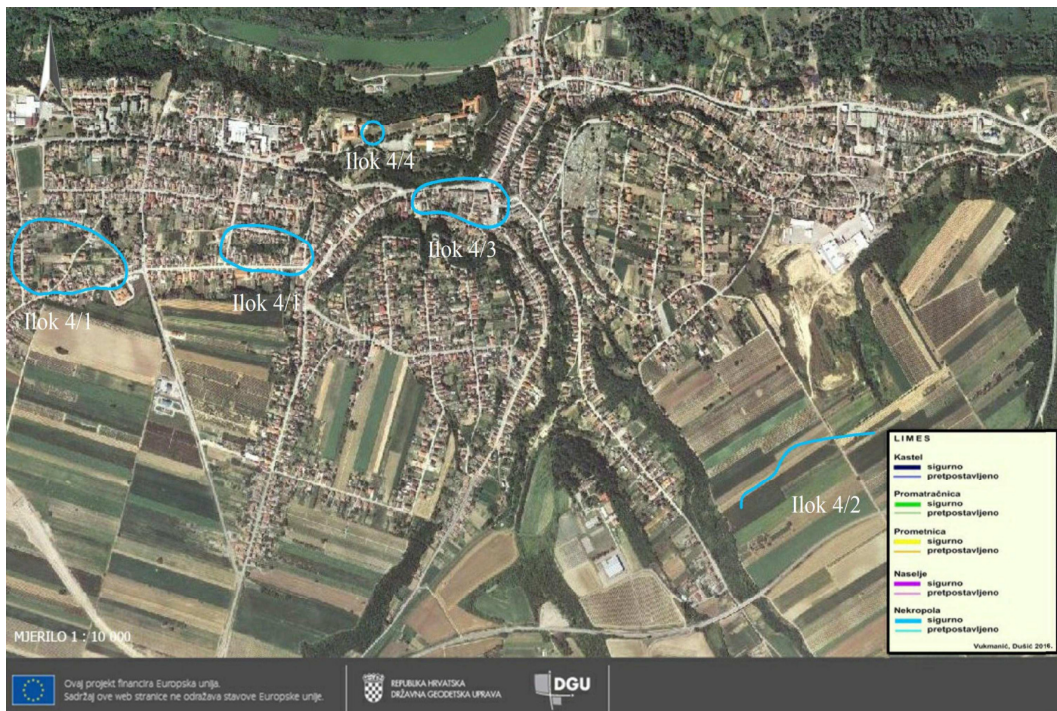 Ilok 4/4
Ilok 4/3
Ilok 4/1
Ilok 4/1
Ilok 4/2
LIMES
Kastel
sigurno
pretpostavljeno
Promatračnica
sigurno
pretpostavljeno
Prometnica
sigurno
pretpostavljeno
Naselje
sigurno
pretpostavljeno
Nekropola
sigurno
pretpostavljeno
Vukmanić, Dušić 2016.
MJERILO 1 : 10 000
Ovaj projekt financira Europska unija.
Sadržaj ove web stranice ne odražava stavove Europske unije.
REPUBLIKA HRVATSKA
DRŽAVNA GEODETSKA UPRAVA
DGU